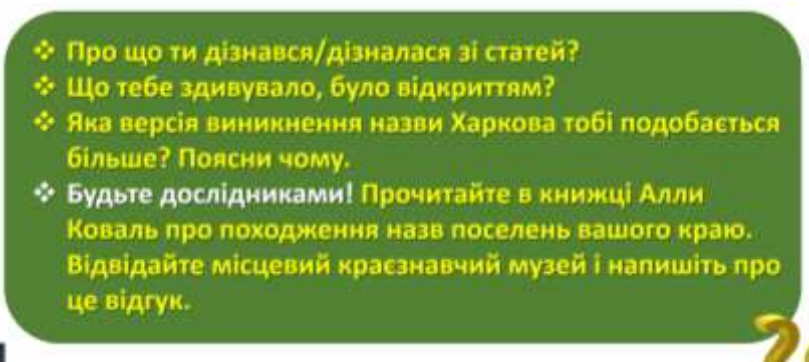 ❖ Про що ти дізнався/дізналася зі статей?
❖ Що тебе здивувало, було відкриттям?
❖ Яка версія виникнення назви Харкова тобі подобається
більше? Поясни чому.
❖ Будьте дослідниками! Прочитайте в книжці Алли
Коваль про походження назв поселень вашого краю.
Відвідайте місцевий краєзнавчий музей і напишіть про
це відгук.